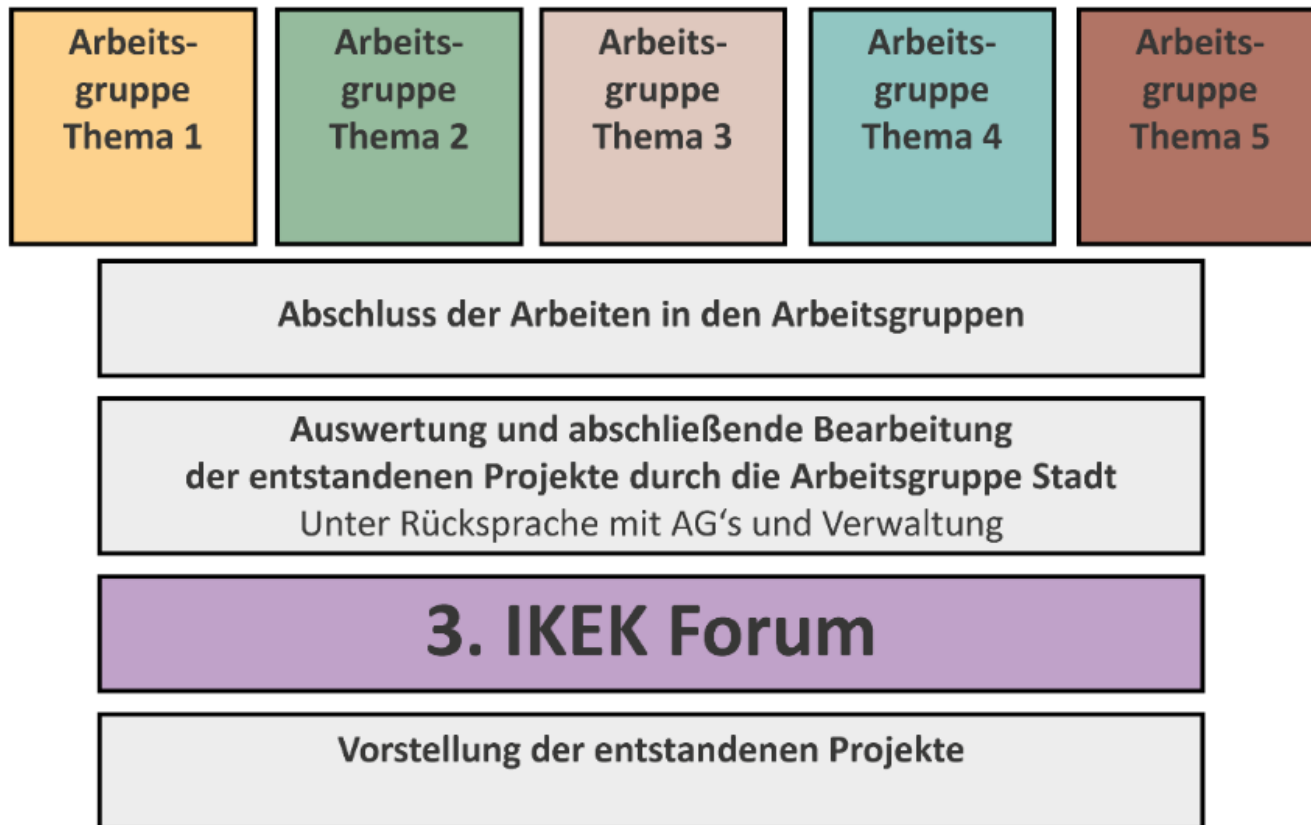 Arbeits-
gruppe
Thema 1
Arbeits-
gruppe
Thema 2
Arbeits-
gruppe
Thema 3
Arbeits-
gruppe
Thema 4
Arbeits-
gruppe
Thema 5
Abschluss der Arbeiten in den Arbeitsgruppen
Auswertung und abschließende Bearbeitung
der entstandenen Projekte durch die Arbeitsgruppe Stadt
Unter Rücksprache mit AG‘s und Verwaltung
3. IKEK Forum
Vorstellung der entstandenen Projekte